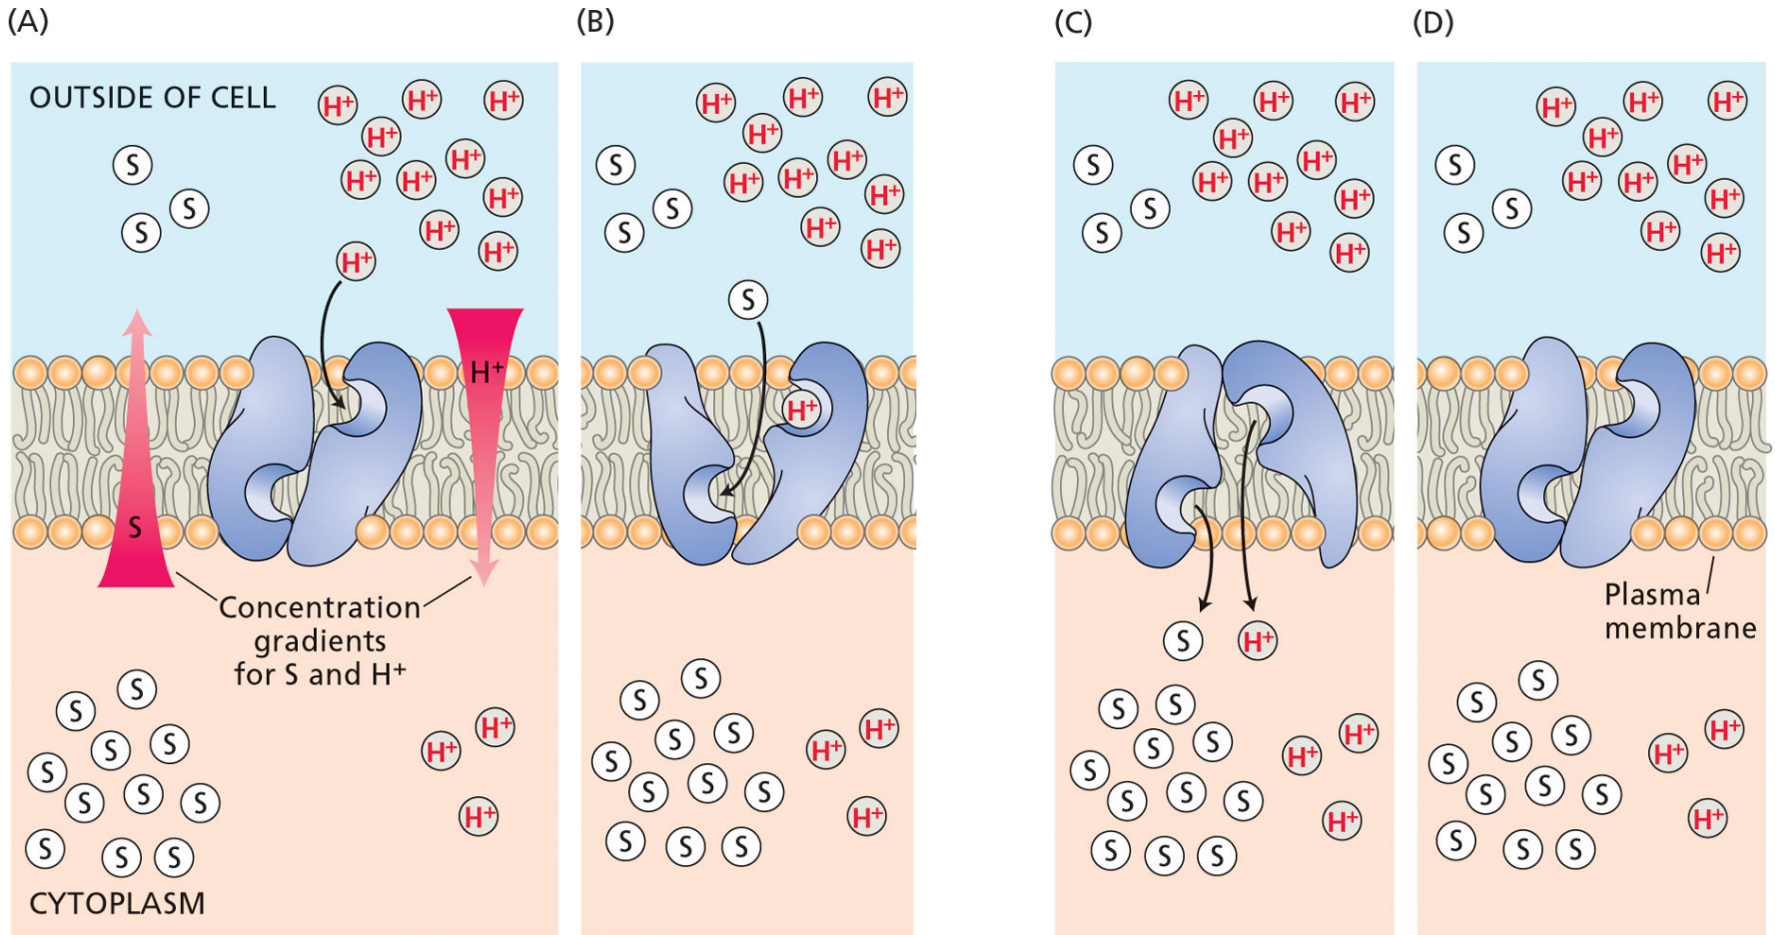 (A)
OUTSIDE OF CELL
H+ H+ H+
H+
S H+
H+ H+
S H+
S H+
H+
H+
H+
S
Concentration
gradients
for S and H+
S
S H+
S S H+
S
S S S
H+
S S S
CYTOPLASM
(B)
H+ H+ H+
H+
S H+
H+ H+
S H+
S H+
H+
S
H+
S
S
S S H+ H+
S
S S S
H+
S S S
(C)
H+ H+ H+
H+
S H+
H+ H+
S H+
S H+
H+
S H+
S S
S S H+ H+
S
S S S
H+
S S S
(D)
H+ H+ H+
H+
S H+
H+ H+
S H+
S H+
H+
Plasma
membrane
S
S
S S H+ H+
S
S S S
H+
S S S